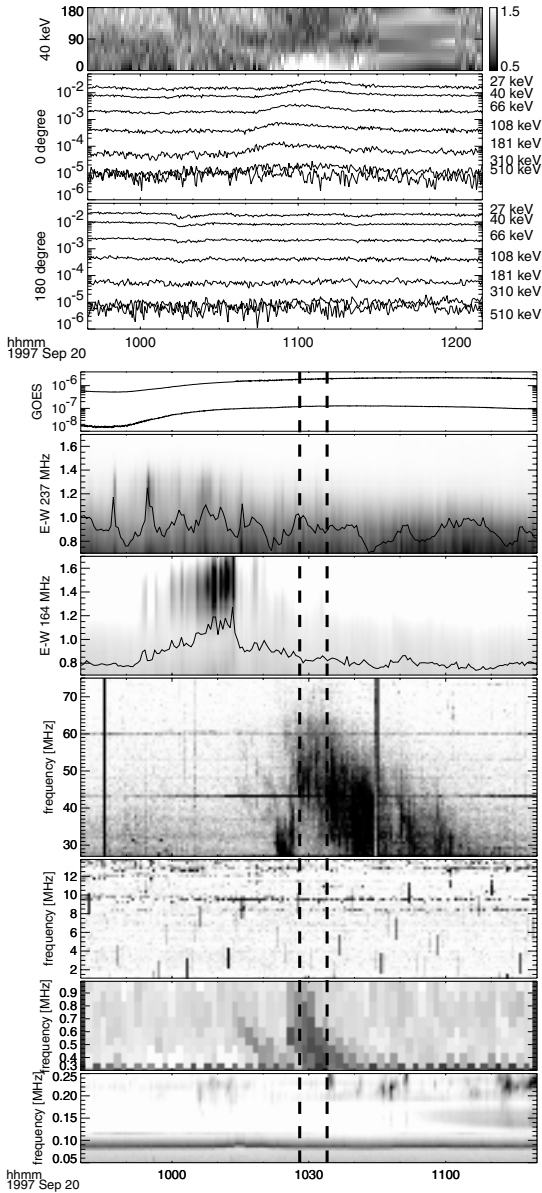 40 keV
180
90
0
1.5
0.5
0 degree
10^-2
10^-3
10^-4
10^-5
10^-6
27 keV
40 keV
66 keV
108 keV
181 keV
310 keV
510 keV
180 degree
10^-2
10^-3
10^-4
10^-5
10^-6
27 keV
40 keV
66 keV
108 keV
181 keV
310 keV
510 keV
hhmm
1997 Sep 20
1000
1100
1200
GOES
10^-6
10^-7
10^-8
E-W 237 MHz
1.6
1.4
1.2
1.0
0.8
E-W 164 MHz
1.6
1.4
1.2
1.0
0.8
frequency [MHz]
70
60
50
40
30
frequency [MHz]
12
10
8
6
4
2
frequency [MHz]
0.9
0.8
0.7
0.6
0.5
0.4
0.3
frequency [MHz]
0.25
0.20
0.15
0.10
0.05
hhmm
1997 Sep 20
1000
1030
1100